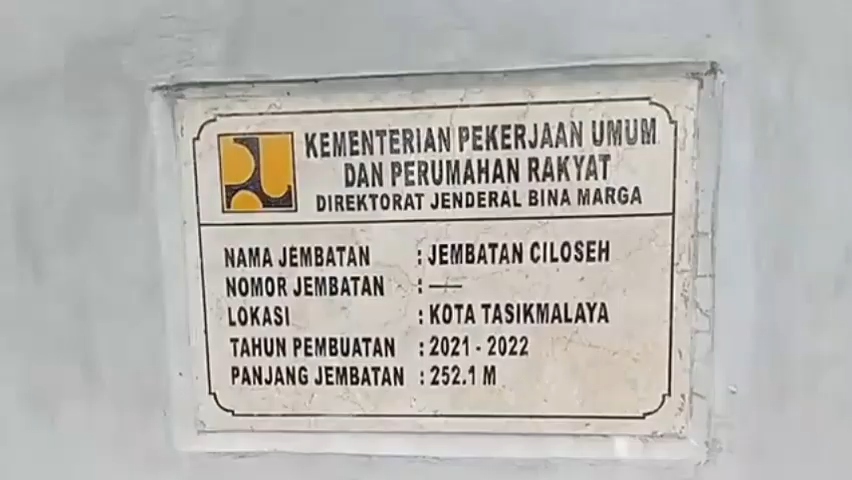 KEMENTERIAN PEKERJAAN UMUM
DAN PERUMAHAN RAKYAT
DIREKTORAT JENDERAL BINA MARGA
NAMA JEMBATAN : JEMBATAN CILOSEH
NOMOR JEMBATAN : —
LOKASI : KOTA TASIKMALAYA
TAHUN PEMBUATAN : 2021 - 2022
PANJANG JEMBATAN : 252.1 M